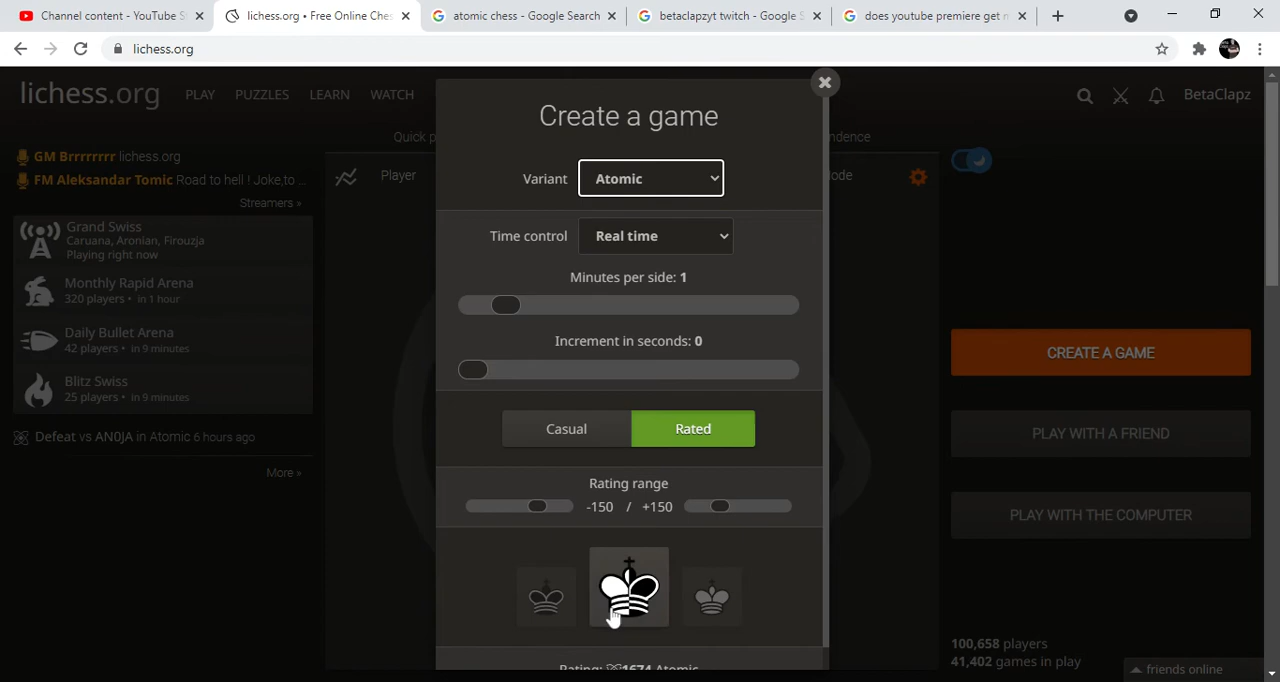 Channel content - YouTube S
lichess.org • Free Online Ches
atomic chess - Google Search
betaclapzyt twitch - Google S
does youtube premiere get m
lichess.org
lichess.org PLAY PUZZLES LEARN WATCH
BetaClapz
Quick p
ndence
GM Brrrrrrrr lichess.org
FM Aleksandar Tomic Road to hell ! Joke,to ...
Streamers »
Player
ode
Grand Swiss
Caruana, Aronian, Firouzja
Playing right now
Monthly Rapid Arena
320 players • in 1 hour
Daily Bullet Arena
42 players • in 9 minutes
Blitz Swiss
25 players • in 9 minutes
Defeat vs AN0JA in Atomic 6 hours ago
More »
Create a game
Variant Atomic
Time control Real time
Minutes per side: 1
Increment in seconds: 0
Casual Rated
Rating range
-150 / +150
Rating: 1674 Atomic
CREATE A GAME
PLAY WITH A FRIEND
PLAY WITH THE COMPUTER
100,658 players
41,402 games in play
friends online